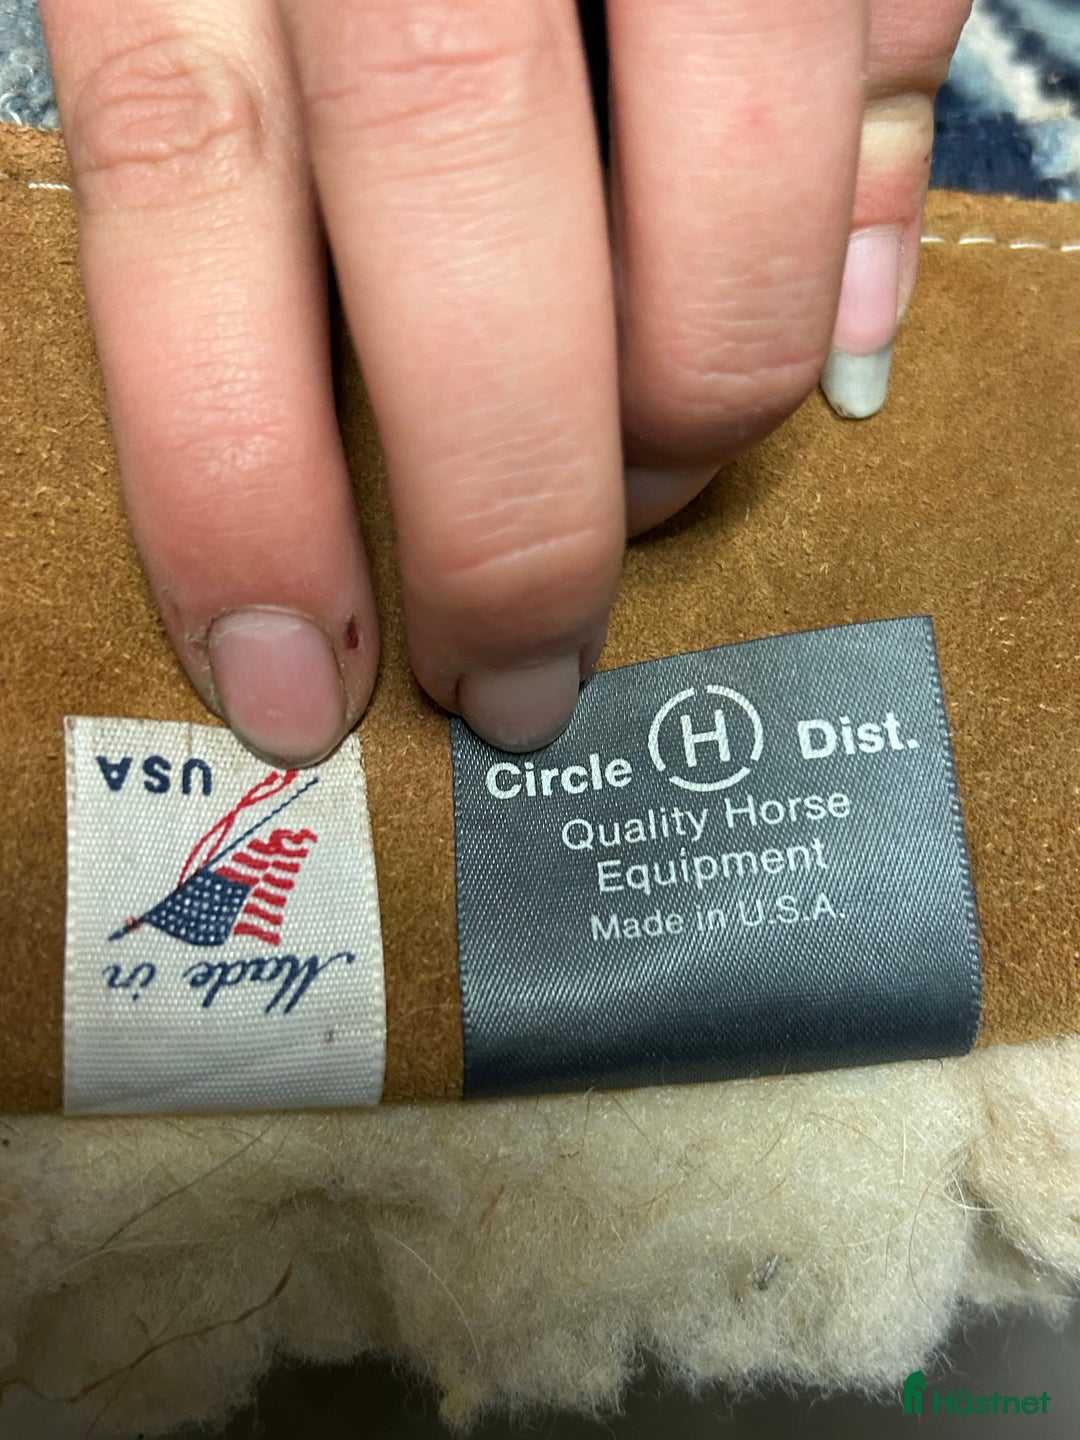 Made in
USA
Circle H Dist.
Quality Horse
Equipment
Made in U.S.A.
Hästnet